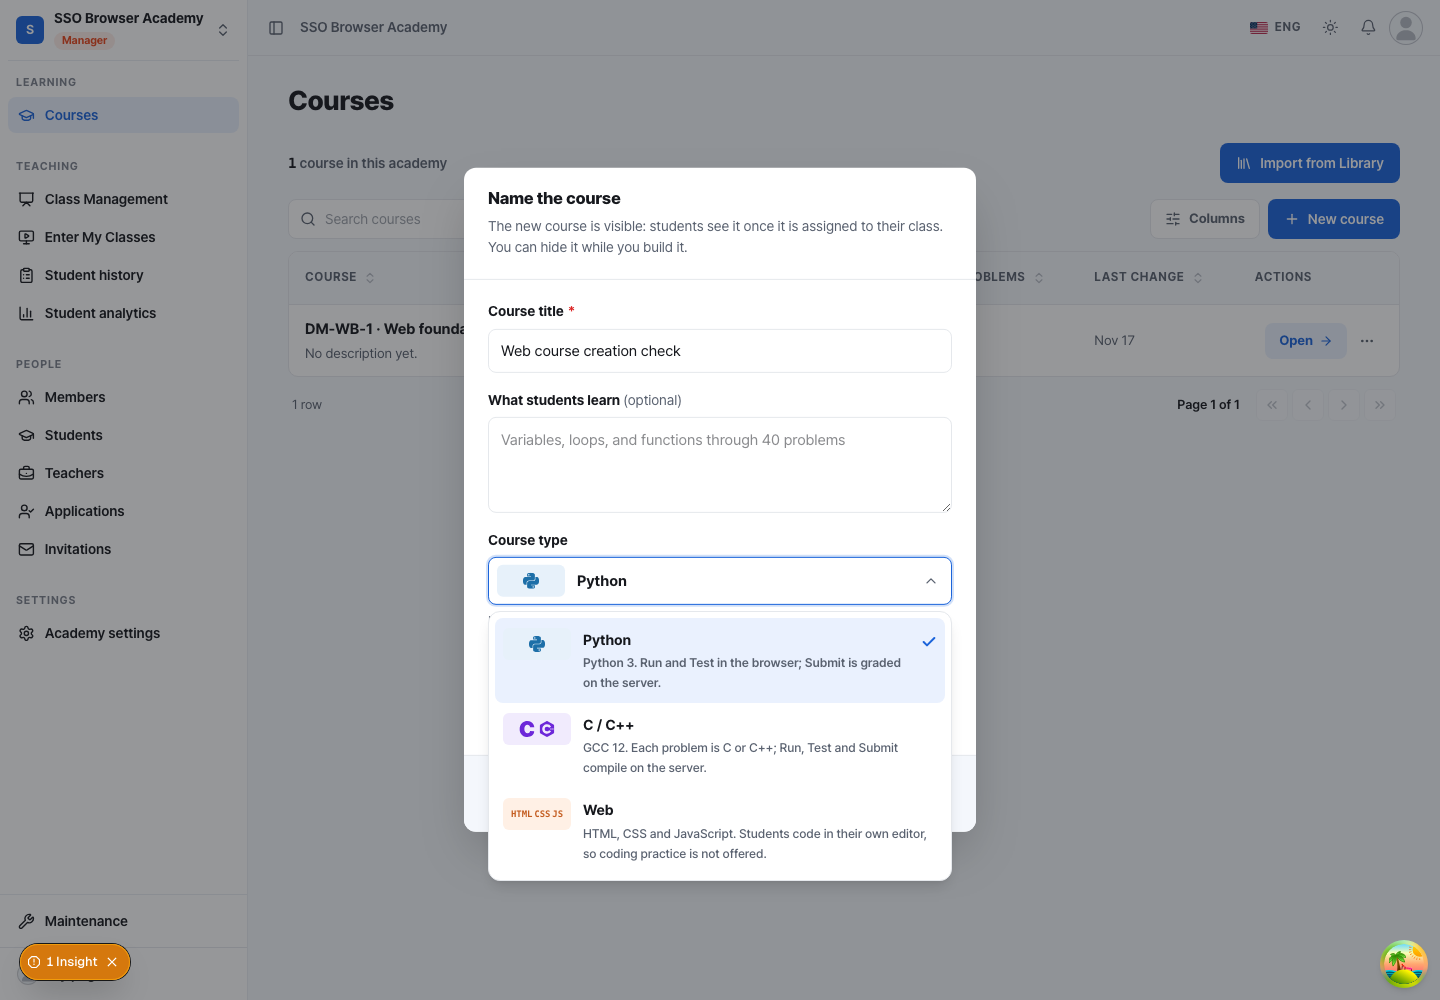 S
SSO Browser Academy
Manager
SSO Browser Academy
ENG
LEARNING
Courses
TEACHING
Class Management
Enter My Classes
Student history
Student analytics
PEOPLE
Members
Students
Teachers
Applications
Invitations
SETTINGS
Academy settings
Maintenance
1 Insight
Courses
1 course in this academy
Import from Library
Search courses
Columns
New course
COURSE
OBLEMS
LAST CHANGE
ACTIONS
DM-WB-1 · Web founda
No description yet.
Nov 17
Open
1 row
Page 1 of 1
Name the course
The new course is visible: students see it once it is assigned to their class.
You can hide it while you build it.
Course title *
Web course creation check
What students learn (optional)
Variables, loops, and functions through 40 problems
Course type
Python
Python
Python 3. Run and Test in the browser; Submit is graded
on the server.
C / C++
GCC 12. Each problem is C or C++; Run, Test and Submit
compile on the server.
HTML CSS JS
Web
HTML, CSS and JavaScript. Students code in their own editor,
so coding practice is not offered.